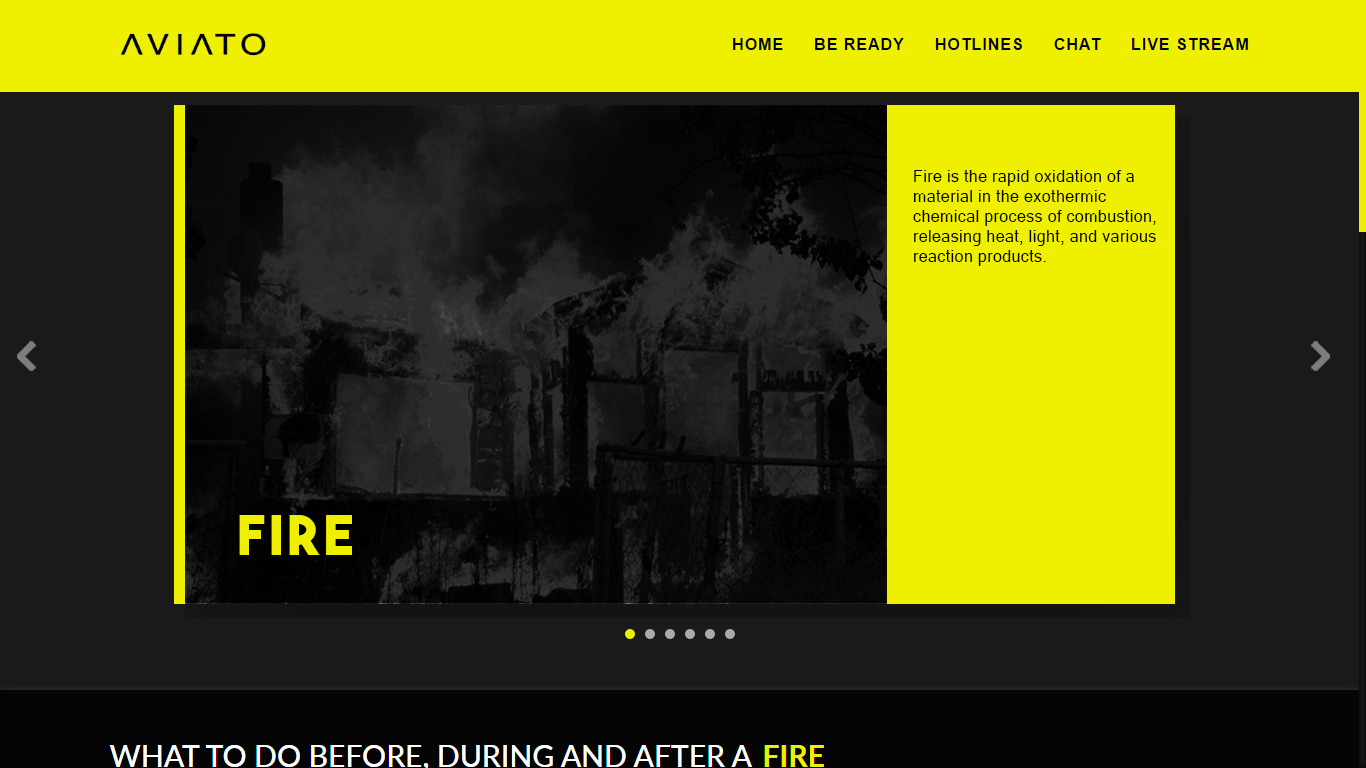 AVIATO
HOME BE READY HOTLINES CHAT LIVE STREAM
Fire is the rapid oxidation of a
material in the exothermic
chemical process of combustion,
releasing heat, light, and various
reaction products.
FIRE
WHAT TO DO BEFORE, DURING AND AFTER A FIRE